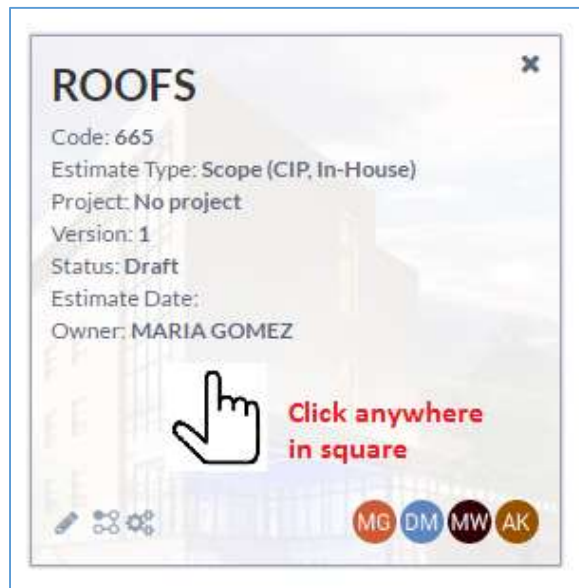 ROOFS
Code: 665
Estimate Type: Scope (CIP, In-House)
Project: No project
Version: 1
Status: Draft
Estimate Date:
Owner: MARIA GOMEZ
Click anywhere
in square
MG DM MW AK